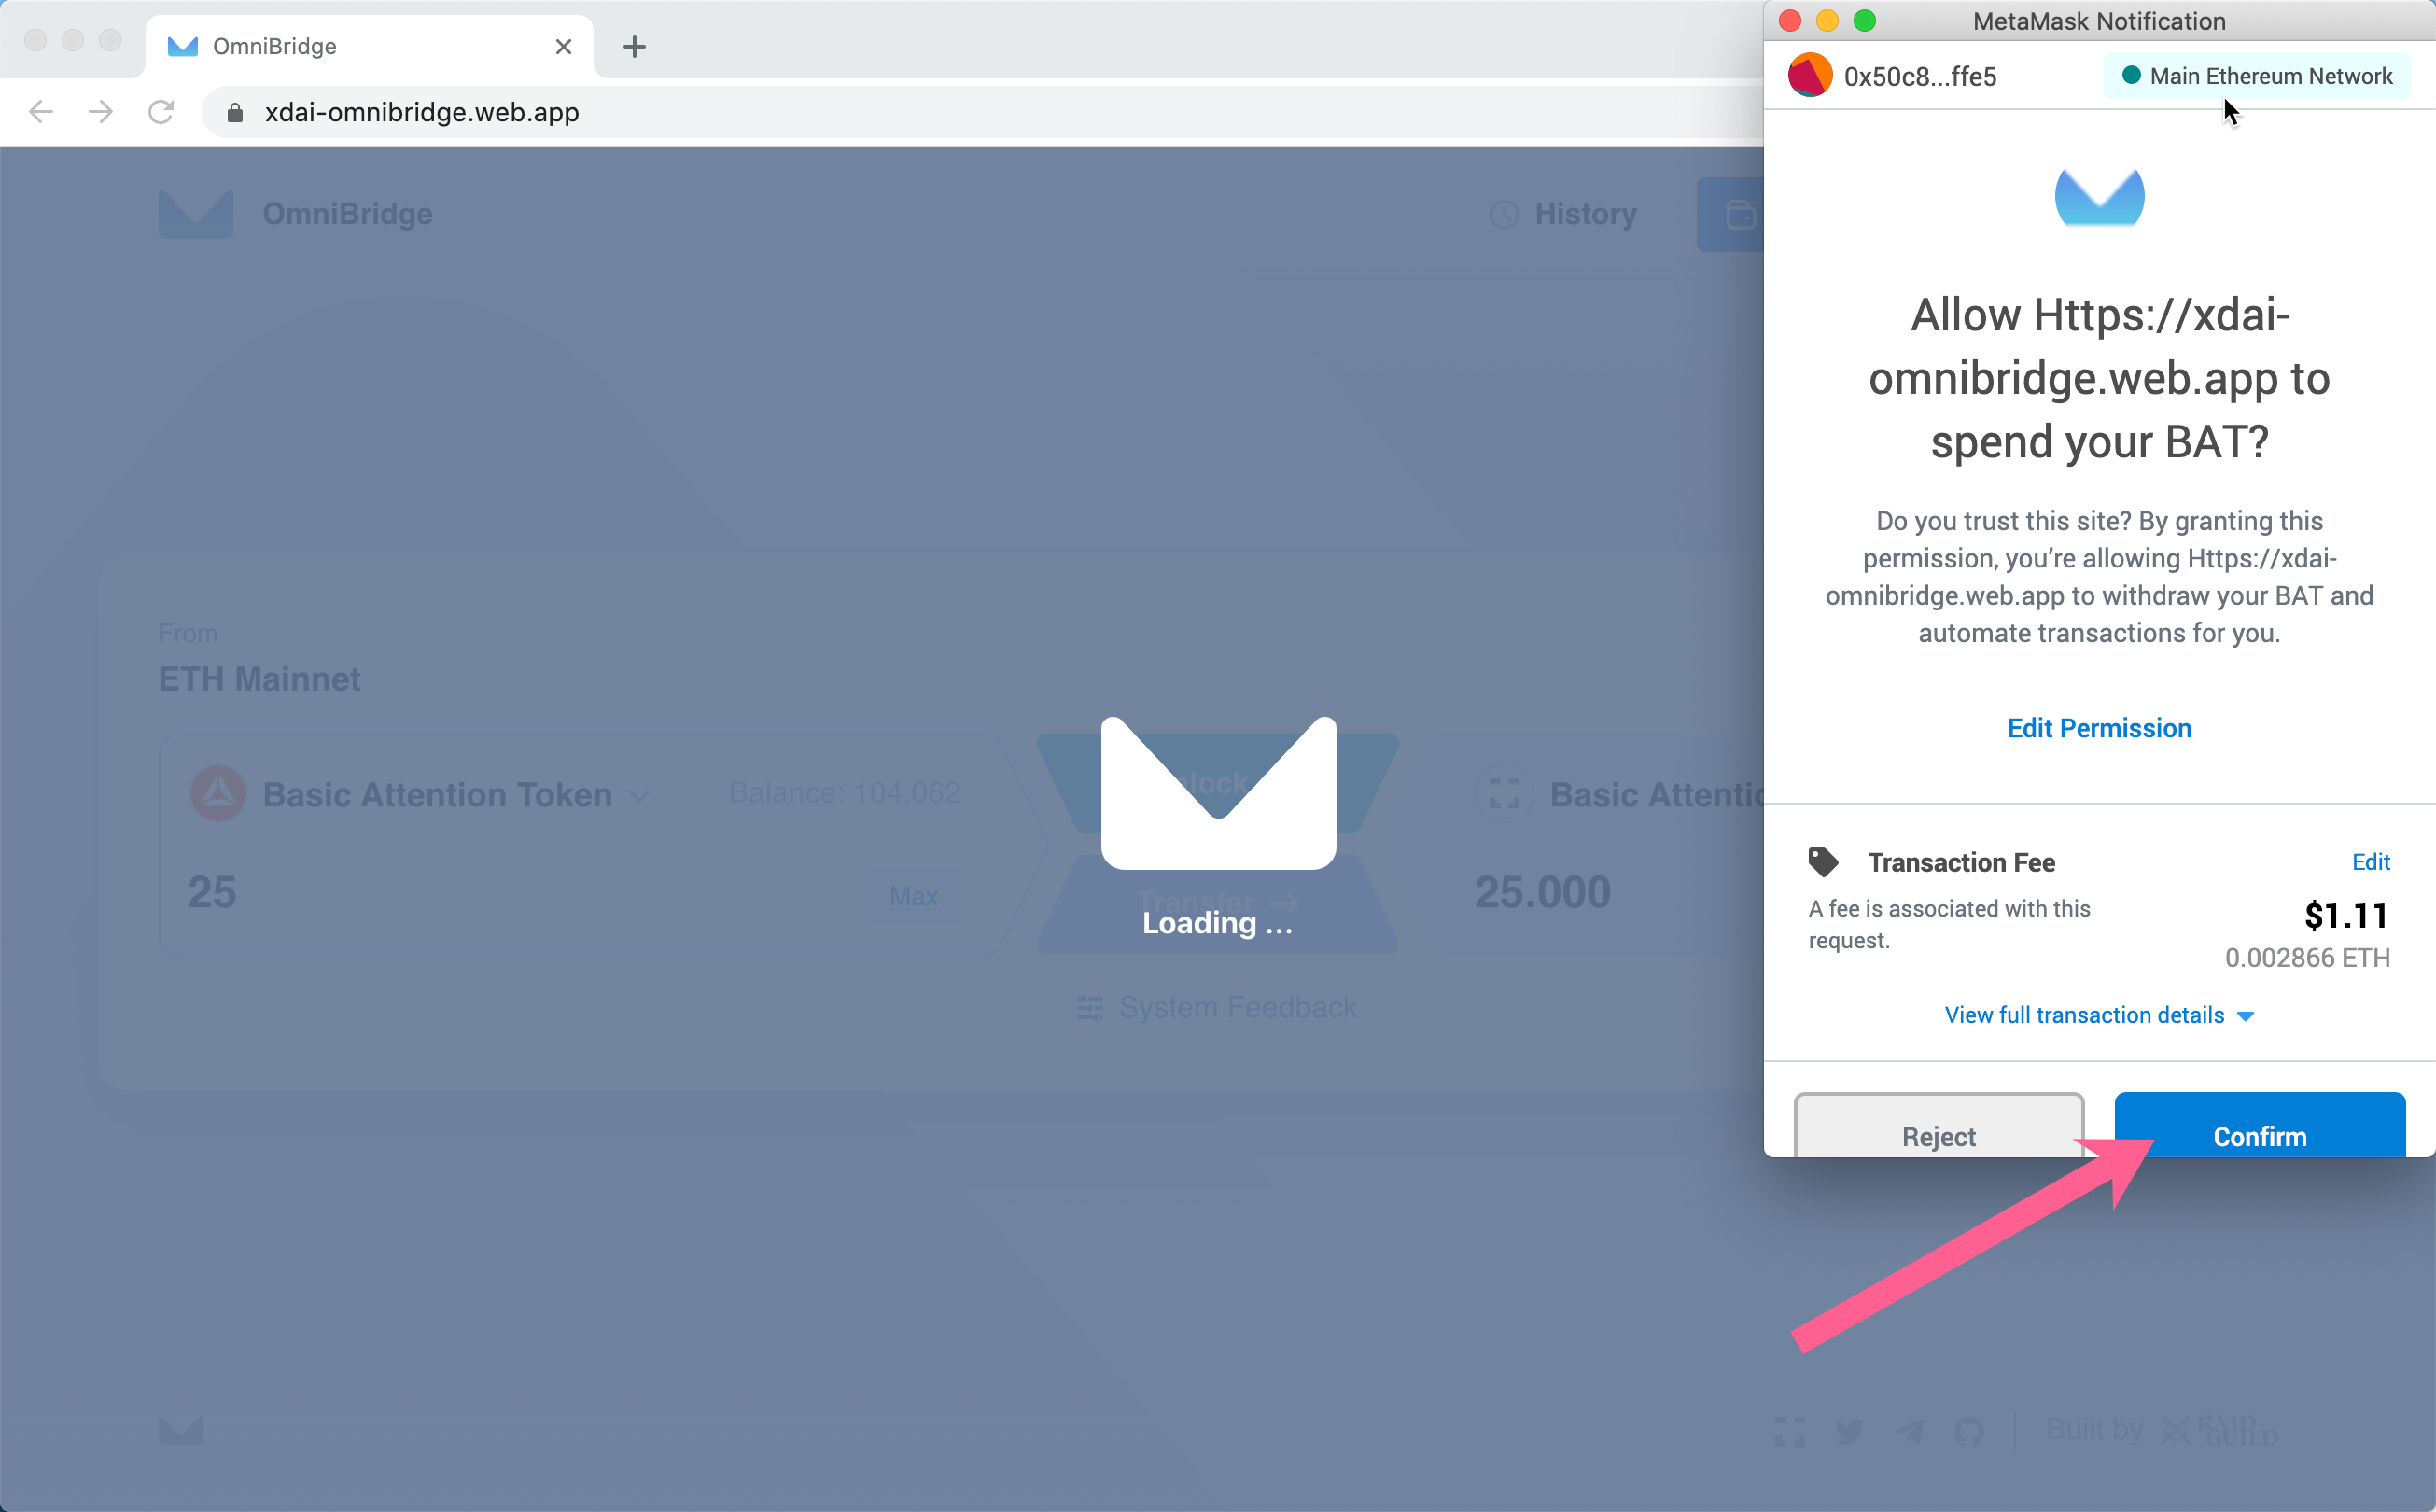 OmniBridge
MetaMask Notification
xdai-omnibridge.web.app
0x50c8...ffe5
Main Ethereum Network
OmniBridge
History
Allow Https://xdai-
omnibridge.web.app to
spend your BAT?
Do you trust this site? By granting this
permission, you’re allowing Https://xdai-
omnibridge.web.app to withdraw your BAT and
automate transactions for you.
Edit Permission
From
ETH Mainnet
Basic Attention Token
Balance: 104.062
25
Max
lock
Transfer
Loading ...
System Feedback
Basic Attentio
25.000
Transaction Fee
Edit
A fee is associated with this
request.
$1.11
0.002866 ETH
View full transaction details
Reject
Confirm
Built by
RAID
GUILD